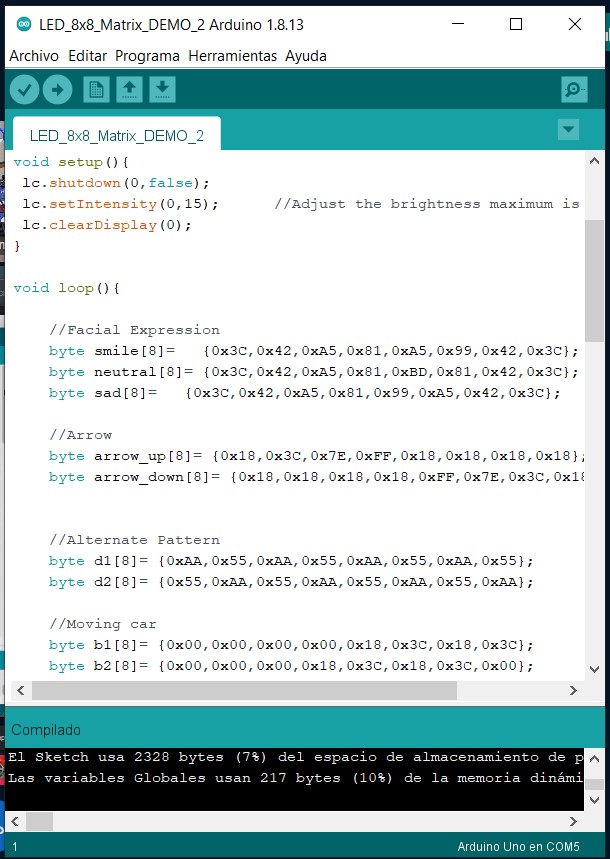 LED_8x8_Matrix_DEMO_2 Arduino 1.8.13
Archivo Editar Programa Herramientas Ayuda
LED_8x8_Matrix_DEMO_2
void setup(){
lc.shutdown(0,false);
lc.setIntensity(0,15); //Adjust the brightness maximum is
lc.clearDisplay(0);
}
void loop(){
//Facial Expression
byte smile[8]= {0x3C,0x42,0xA5,0x81,0xA5,0x99,0x42,0x3C};
byte neutral[8]= {0x3C,0x42,0xA5,0x81,0xBD,0x81,0x42,0x3C};
byte sad[8]= {0x3C,0x42,0xA5,0x81,0x99,0xA5,0x42,0x3C};
//Arrow
byte arrow_up[8]= {0x18,0x3C,0x7E,0xFF,0x18,0x18,0x18,0x18};
byte arrow_down[8]= {0x18,0x18,0x18,0x18,0xFF,0x7E,0x3C,0x18
//Alternate Pattern
byte d1[8]= {0xAA,0x55,0xAA,0x55,0xAA,0x55,0xAA,0x55};
byte d2[8]= {0x55,0xAA,0x55,0xAA,0x55,0xAA,0x55,0xAA};
//Moving car
byte b1[8]= {0x00,0x00,0x00,0x00,0x18,0x3C,0x18,0x3C};
byte b2[8]= {0x00,0x00,0x00,0x18,0x3C,0x18,0x3C,0x00};
Compilado
El Sketch usa 2328 bytes (7%) del espacio de almacenamiento de p
Las variables Globales usan 217 bytes (10%) de la memoria dinámi
1 Arduino Uno en COM5